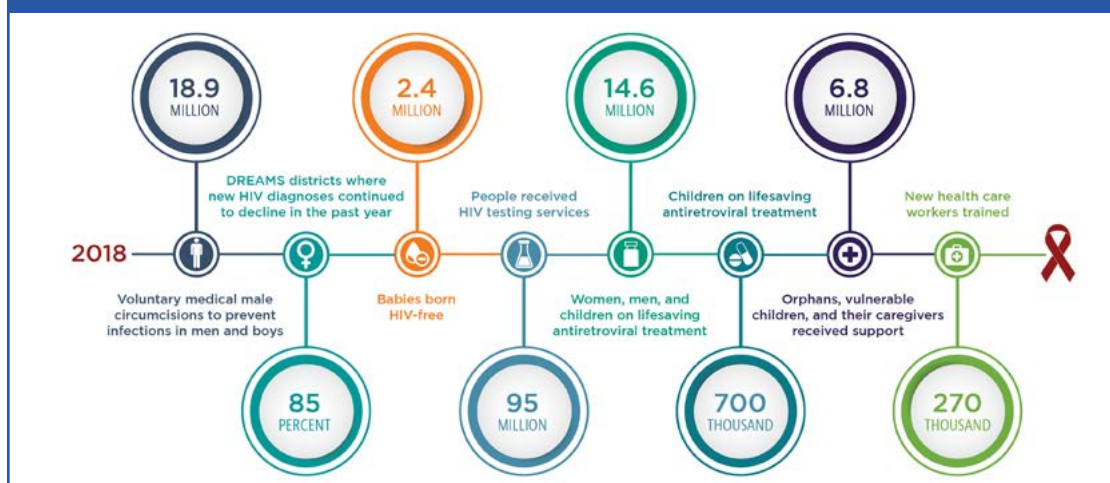 18.9
MILLION
2.4
MILLION
14.6
MILLION
6.8
MILLION
DREAMS districts where
new HIV diagnoses continued
to decline in the past year
People received
HIV testing services
Children on lifesaving
antiretroviral treatment
New health care
workers trained
2018
Voluntary medical male
circumcisions to prevent
infections in men and boys
Babies born
HIV-free
Women, men, and
children on lifesaving
antiretroviral treatment
Orphans, vulnerable
children, and their caregivers
received support
85
PERCENT
95
MILLION
700
THOUSAND
270
THOUSAND